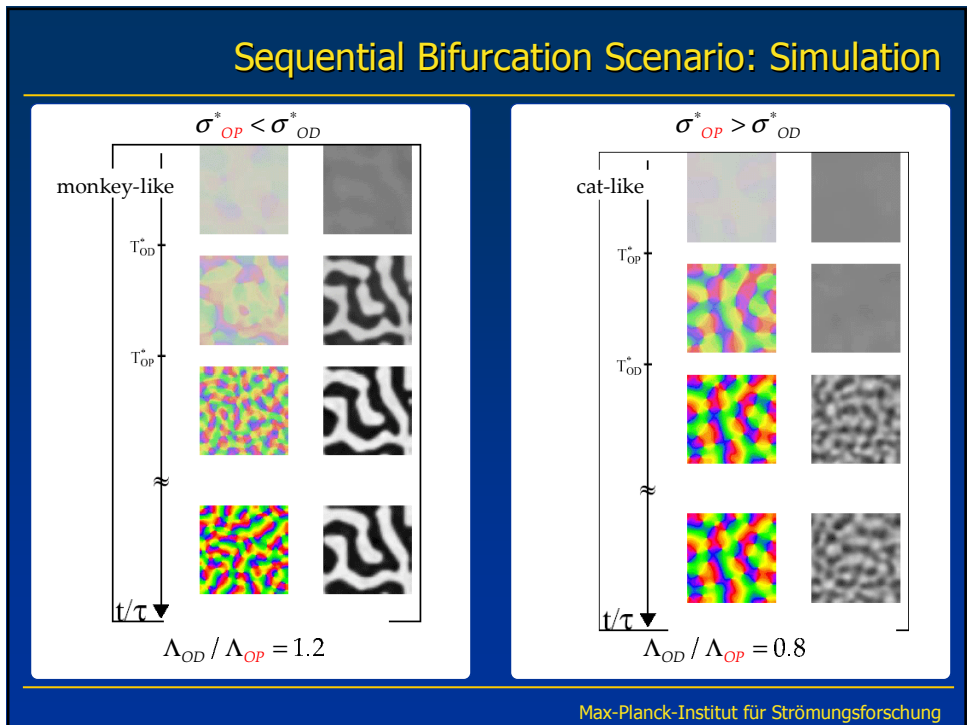 Sequential Bifurcation Scenario: Simulation
σ*OP < σ*OD
monkey-like
T*OD
T*OP
≈
t/τ
ΛOD / ΛOP = 1.2
σ*OP > σ*OD
cat-like
T*OP
T*OD
≈
t/τ
ΛOD / ΛOP = 0.8
Max-Planck-Institut für Strömungsforschung